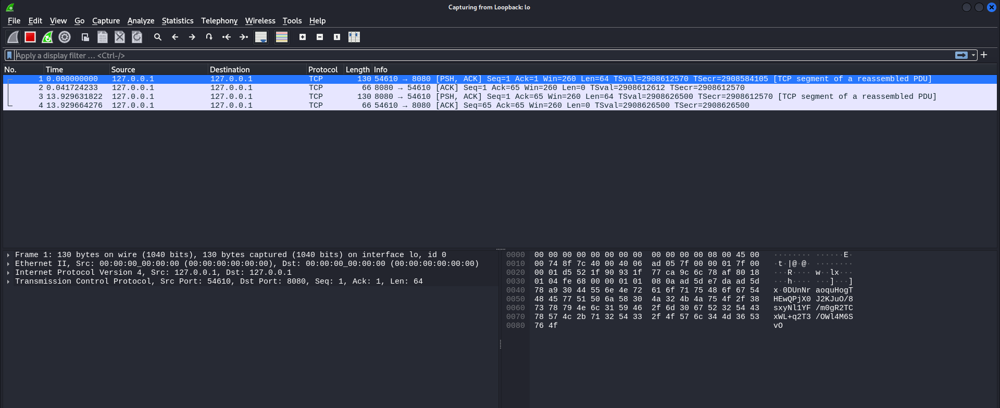 Capturing from Loopback: lo
File Edit View Go Capture Analyze Statistics Telephony Wireless Tools Help
Apply a display filter … <Ctrl-/>
No. Time Source Destination Protocol Length Info
1 0.000000000 127.0.0.1 127.0.0.1 TCP 130 54610 → 8080 [PSH, ACK] Seq=1 Ack=1 Win=260 Len=64 TSval=2908612570 TSecr=2908584105 [TCP segment of a reassembled PDU]
2 0.041724233 127.0.0.1 127.0.0.1 TCP 66 8080 → 54610 [ACK] Seq=1 Ack=65 Win=260 Len=0 TSval=2908612612 TSecr=2908612570
3 13.929631822 127.0.0.1 127.0.0.1 TCP 130 8080 → 54610 [PSH, ACK] Seq=1 Ack=65 Win=260 Len=64 TSval=2908626500 TSecr=2908612570 [TCP segment of a reassembled PDU]
4 13.929664276 127.0.0.1 127.0.0.1 TCP 66 54610 → 8080 [ACK] Seq=65 Ack=65 Win=260 Len=0 TSval=2908626500 TSecr=2908626500
Frame 1: 130 bytes on wire (1040 bits), 130 bytes captured (1040 bits) on interface lo, id 0
Ethernet II, Src: 00:00:00_00:00:00 (00:00:00:00:00:00), Dst: 00:00:00_00:00:00 (00:00:00:00:00:00)
Internet Protocol Version 4, Src: 127.0.0.1, Dst: 127.0.0.1
Transmission Control Protocol, Src Port: 54610, Dst Port: 8080, Seq: 1, Ack: 1, Len: 64
0000 00 00 00 00 00 00 00 00 00 00 00 00 08 00 45 00 ········ ······E·
0010 00 74 8f 7c 40 00 40 06 ad 05 7f 00 00 01 7f 00 ·t·|@·@· ········
0020 00 01 d5 52 1f 90 93 1f 77 ca 9c 6c 78 af 80 18 ···R···· w··lx···
0030 01 04 fe 68 00 00 01 01 08 0a ad 5d e7 da ad 5d ···h···· ···]···]
0040 78 a9 30 44 55 6e 4e 72 61 6f 71 75 48 6f 67 54 x·0DUnNr aoquHogT
0050 48 45 77 51 50 6a 58 30 4a 32 4b 4a 75 4f 2f 38 HEwQPjX0 J2KJuO/8
0060 73 78 79 4e 6c 31 59 46 2f 6d 30 67 52 32 54 43 sxyNl1YF /m0gR2TC
0070 78 57 4c 2b 71 32 54 33 2f 4f 57 6c 34 4d 36 53 xWL+q2T3 /OWl4M6S
0080 76 4f vO